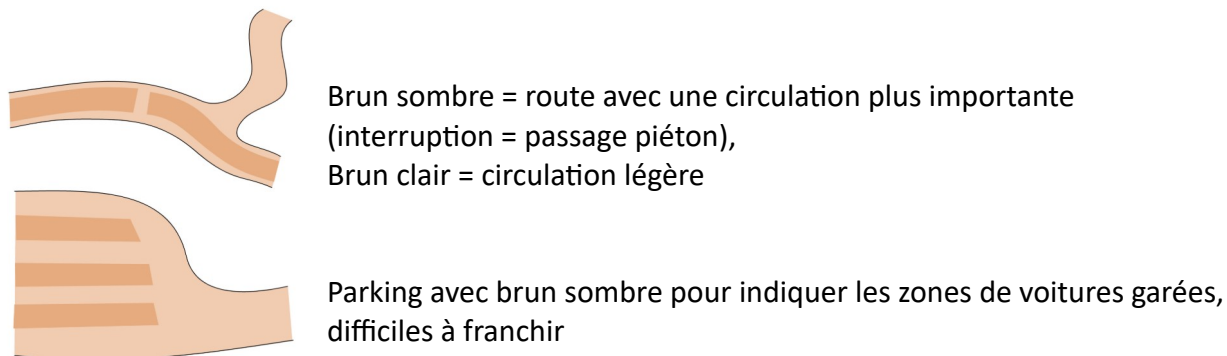 Brun sombre = route avec une circulation plus importante
(interruption = passage piéton),
Brun clair = circulation légère
Parking avec brun sombre pour indiquer les zones de voitures garées,
difficiles à franchir